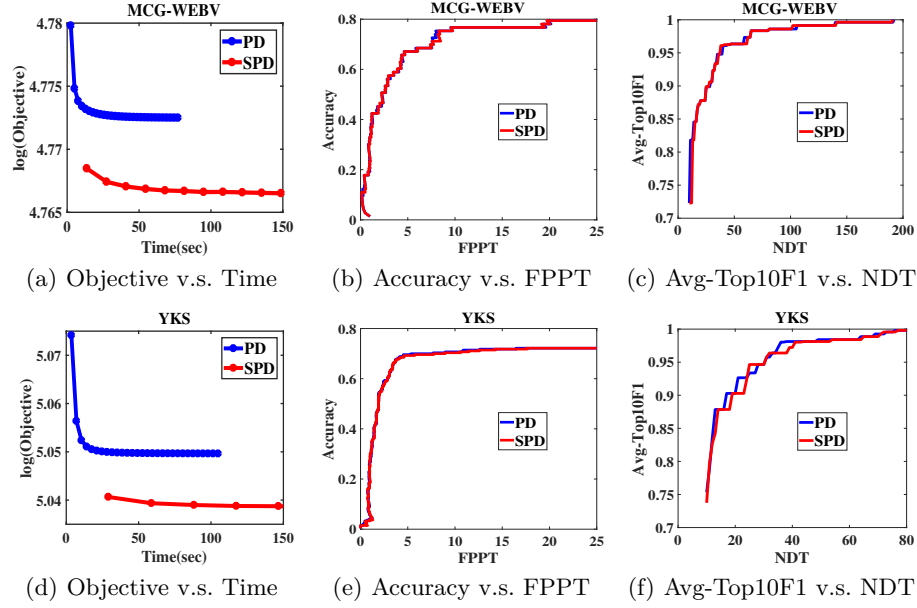 MCG-WEBV
4.78
4.775
4.77
4.765
log(Objective)
PD
SPD
0 50 100 150
Time(sec)
(a) Objective v.s. Time
MCG-WEBV
0.8
0.6
0.4
0.2
0
Accuracy
PD
SPD
0 5 10 15 20 25
FPPT
(b) Accuracy v.s. FPPT
MCG-WEBV
1
0.95
0.9
0.85
0.8
0.75
0.7
Avg-Top10F1
PD
SPD
0 50 100 150 200
NDT
(c) Avg-Top10F1 v.s. NDT
YKS
5.07
5.06
5.05
5.04
log(Objective)
PD
SPD
0 50 100 150
Time(sec)
(d) Objective v.s. Time
YKS
0.8
0.6
0.4
0.2
0
Accuracy
PD
SPD
0 5 10 15 20 25
FPPT
(e) Accuracy v.s. FPPT
YKS
1
0.95
0.9
0.85
0.8
0.75
0.7
Avg-Top10F1
PD
SPD
0 20 40 60 80
NDT
(f) Avg-Top10F1 v.s. NDT